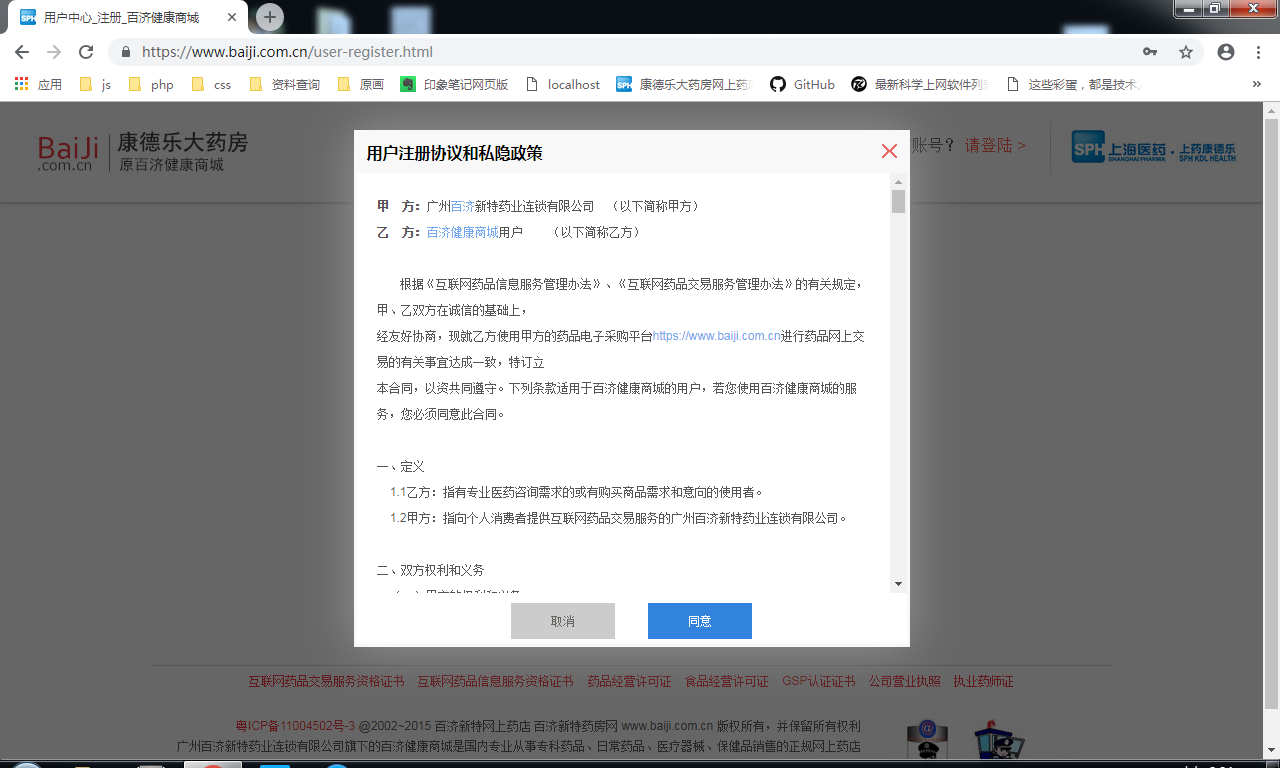 用户中心_注册_百济健康商城
https://www.baiji.com.cn/user-register.html
应用 js php css 资料查询 原画 印象笔记网页版 localhost 康德乐大药房网上药 GitHub 最新科学上网软件列 这些彩蛋，都是技术 »
BaiJi .com.cn
康德乐大药房
原百济健康商城
账号？ 请登陆 >
SPH 上海医药 · 上药康德乐
SHANGHAI PHARMA SPH KDL HEALTH
用户注册协议和私隐政策
甲 方：广州百济新特药业连锁有限公司 （以下简称甲方）
乙 方：百济健康商城用户 （以下简称乙方）
根据《互联网药品信息服务管理办法》、《互联网药品交易服务管理办法》的有关规定，
甲、乙双方在诚信的基础上，
经友好协商，现就乙方使用甲方的药品电子采购平台https://www.baiji.com.cn进行药品网上交
易的有关事宜达成一致，特订立
本合同，以资共同遵守。下列条款适用于百济健康商城的用户，若您使用百济健康商城的服
务，您必须同意此合同。
一、定义
1.1乙方：指有专业医药咨询需求的或有购买商品需求和意向的使用者。
1.2甲方：指向个人消费者提供互联网药品交易服务的广州百济新特药业连锁有限公司。
二、双方权利和义务
取消 同意
互联网药品交易服务资格证书 互联网药品信息服务资格证书 药品经营许可证 食品经营许可证 GSP认证证书 公司营业执照 执业药师证
粤ICP备11004502号-3 @2002~2015 百济新特网上药店 百济新特药房网 www.baiji.com.cn 版权所有，并保留所有权利
广州百济新特药业连锁有限公司旗下的百济健康商城是国内专业从事专科药品、日常药品、医疗器械、保健品销售的正规网上药店